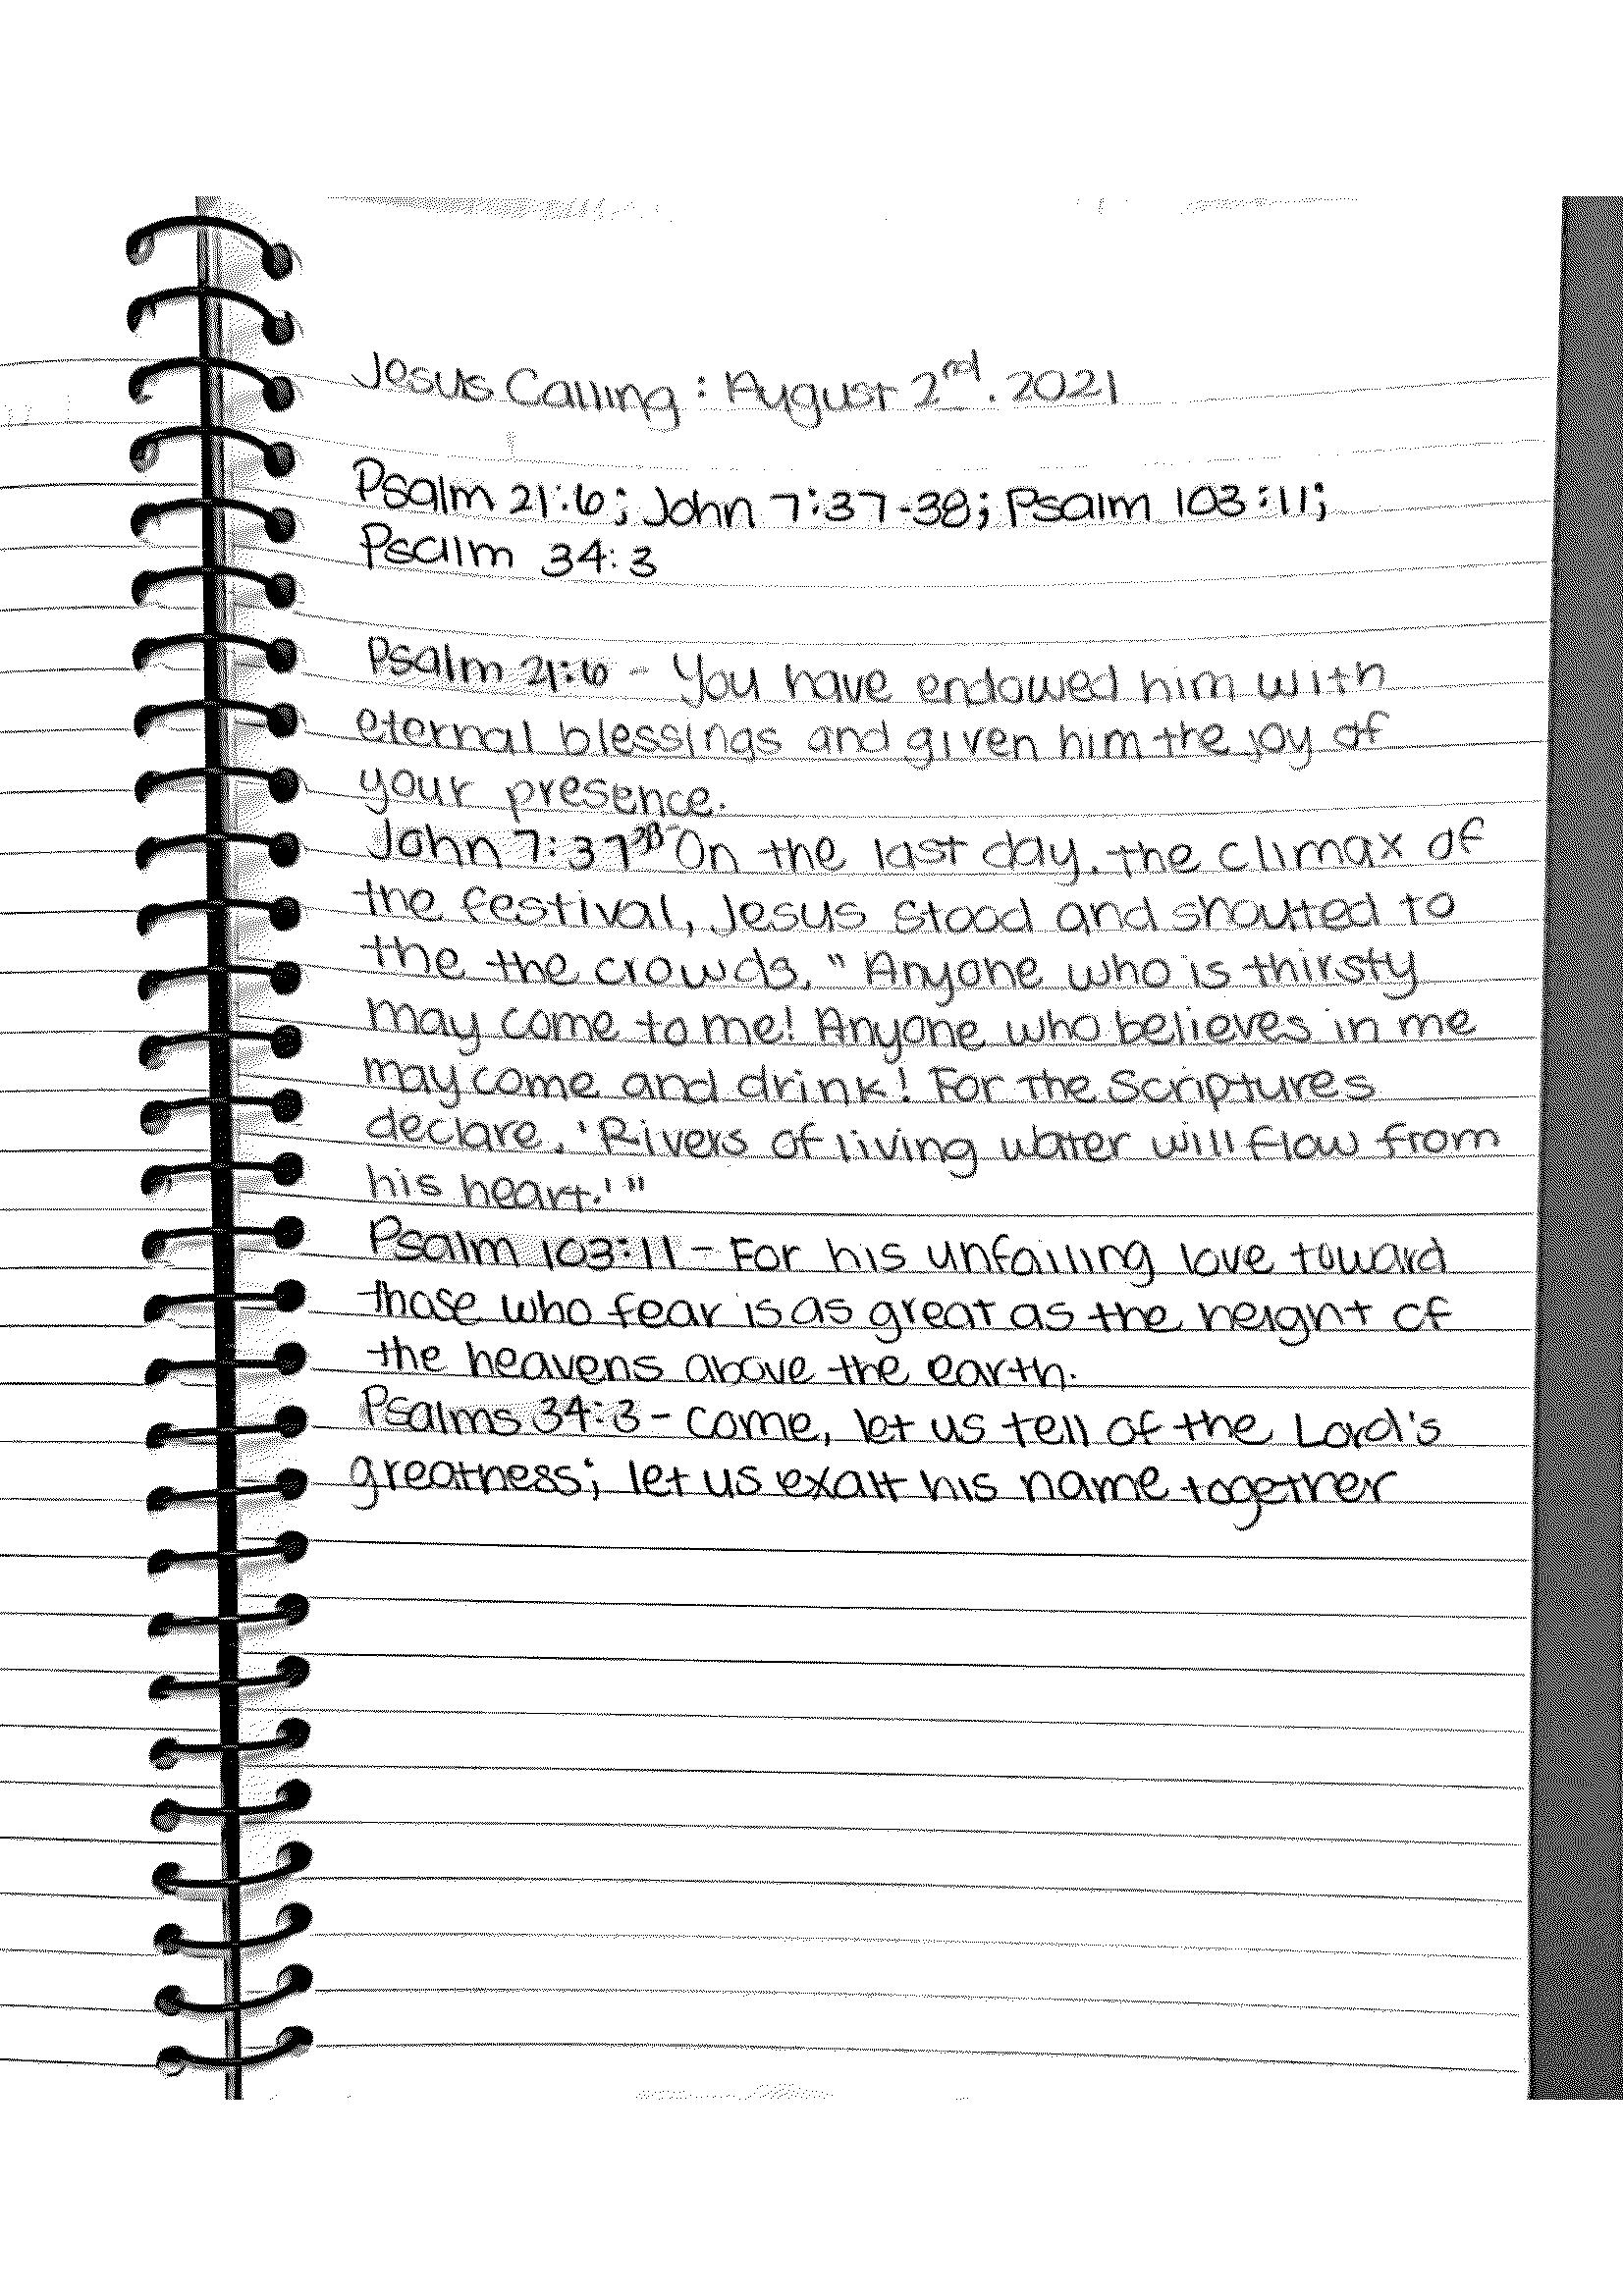 Jesus Calling : August 2nd, 2021
Psalm 21:6; John 7:37-38; Psalm 103:11;
Psalm 34:3
Psalm 21:6 - You have endowed him with
eternal blessings and given him the joy of
your presence.
John 7:37-38- On the last day, the climax of
the festival, Jesus stood and shouted to
the the crowds, "Anyone who is thirsty
may come to me! Anyone who believes in me
may come and drink! For the Scriptures
declare, 'Rivers of living water will flow from
his heart.'"
Psalm 103:11 - For his unfailing love toward
those who fear is as great as the height of
the heavens above the earth.
Psalms 34:3 - Come, let us tell of the Lord's
greatness; let us exalt his name together